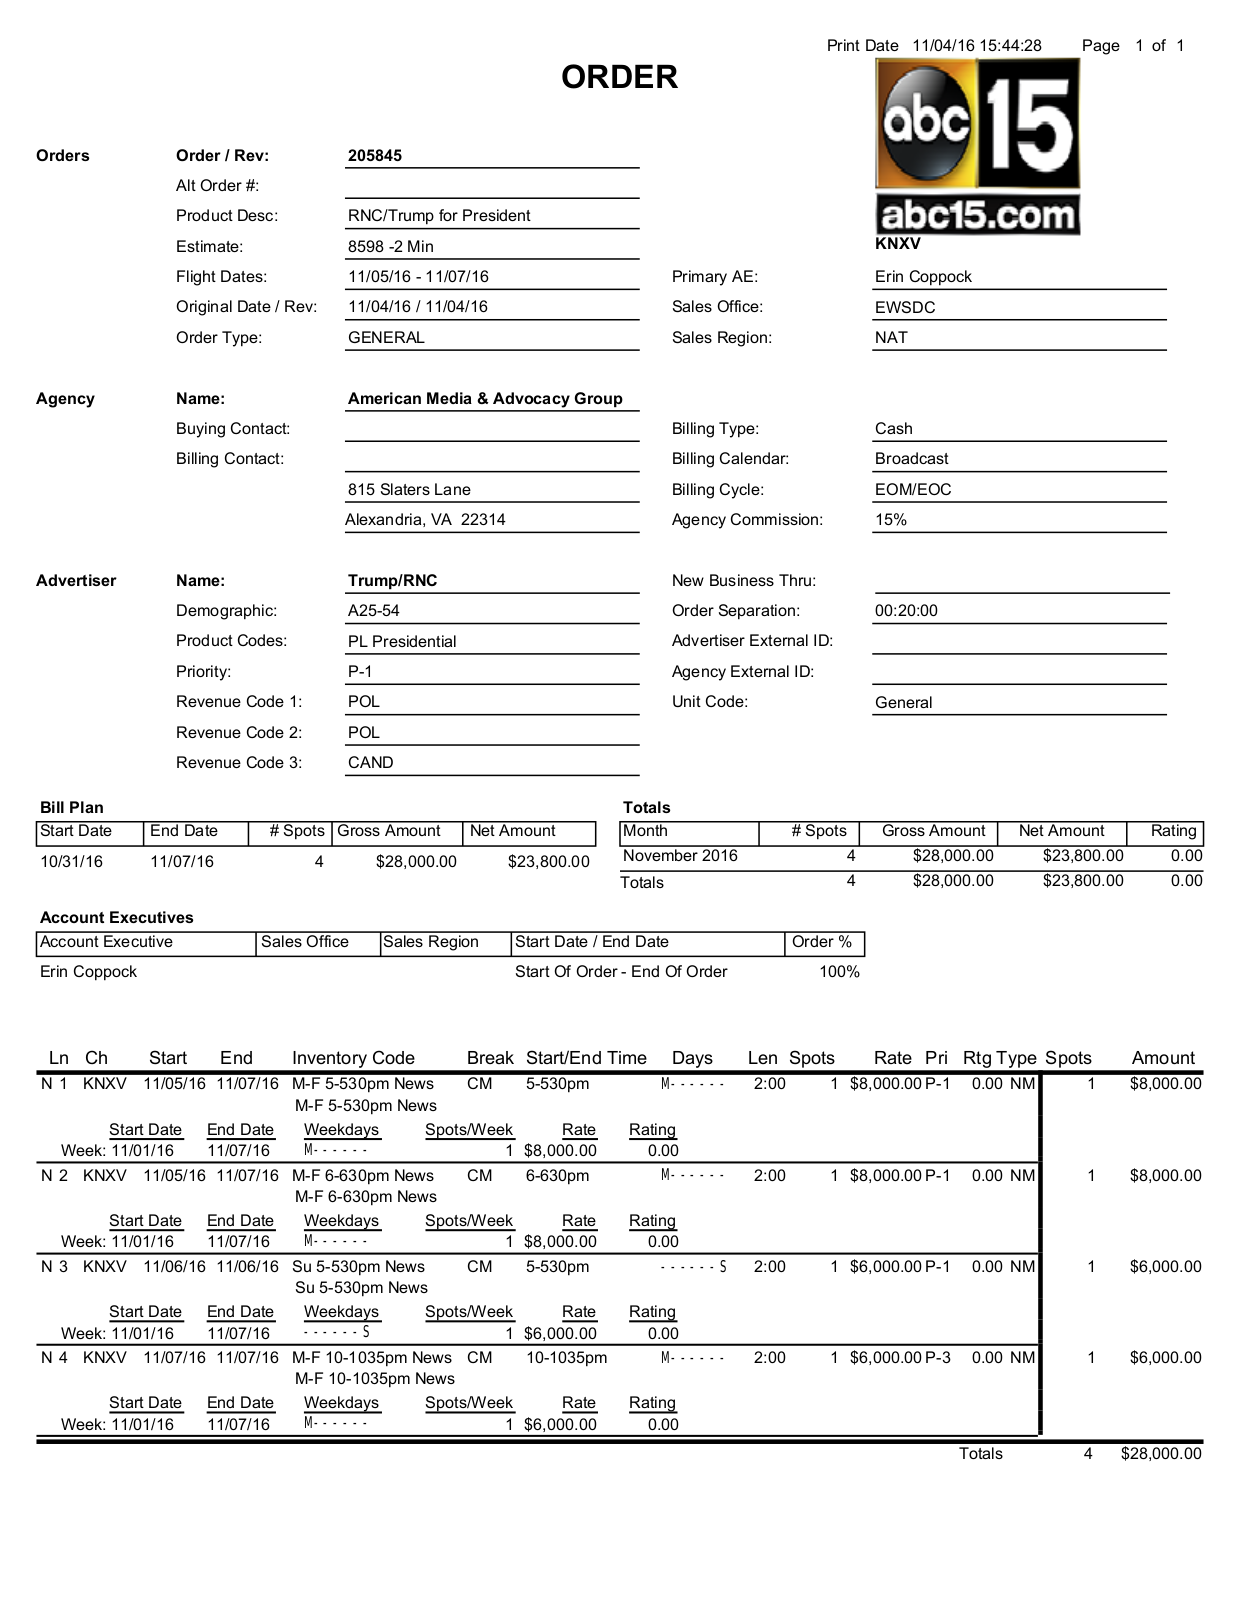 Print Date 11/04/16 15:44:28 Page 1 of 1
ORDER
abc 15
abc15.com
KNXV
Orders Order / Rev: 205845
Alt Order #:
Product Desc: RNC/Trump for President
Estimate: 8598 -2 Min
Flight Dates: 11/05/16 - 11/07/16 Primary AE: Erin Coppock
Original Date / Rev: 11/04/16 / 11/04/16 Sales Office: EWSDC
Order Type: GENERAL Sales Region: NAT
Agency Name: American Media & Advocacy Group
Buying Contact: Billing Type: Cash
Billing Contact: Billing Calendar: Broadcast
815 Slaters Lane Billing Cycle: EOM/EOC
Alexandria, VA 22314 Agency Commission: 15%
Advertiser Name: Trump/RNC New Business Thru:
Demographic: A25-54 Order Separation: 00:20:00
Product Codes: PL Presidential Advertiser External ID:
Priority: P-1 Agency External ID:
Revenue Code 1: POL Unit Code: General
Revenue Code 2: POL
Revenue Code 3: CAND
Bill Plan Totals
Start Date End Date # Spots Gross Amount Net Amount Month # Spots Gross Amount Net Amount Rating
10/31/16 11/07/16 4 $28,000.00 $23,800.00 November 2016 4 $28,000.00 $23,800.00 0.00
Totals 4 $28,000.00 $23,800.00 0.00
Account Executives
Account Executive Sales Office Sales Region Start Date / End Date Order %
Erin Coppock Start Of Order - End Of Order 100%
Ln Ch Start End Inventory Code Break Start/End Time Days Len Spots Rate Pri Rtg Type Spots Amount
N 1 KNXV 11/05/16 11/07/16 M-F 5-530pm News CM 5-530pm M------ 2:00 1 $8,000.00 P-1 0.00 NM 1 $8,000.00
M-F 5-530pm News
Start Date End Date Weekdays Spots/Week Rate Rating
Week: 11/01/16 11/07/16 M------ 1 $8,000.00 0.00
N 2 KNXV 11/05/16 11/07/16 M-F 6-630pm News CM 6-630pm M------ 2:00 1 $8,000.00 P-1 0.00 NM 1 $8,000.00
M-F 6-630pm News
Start Date End Date Weekdays Spots/Week Rate Rating
Week: 11/01/16 11/07/16 M------ 1 $8,000.00 0.00
N 3 KNXV 11/06/16 11/06/16 Su 5-530pm News CM 5-530pm ------S 2:00 1 $6,000.00 P-1 0.00 NM 1 $6,000.00
Su 5-530pm News
Start Date End Date Weekdays Spots/Week Rate Rating
Week: 11/01/16 11/07/16 ------S 1 $6,000.00 0.00
N 4 KNXV 11/07/16 11/07/16 M-F 10-1035pm News CM 10-1035pm M------ 2:00 1 $6,000.00 P-3 0.00 NM 1 $6,000.00
M-F 10-1035pm News
Start Date End Date Weekdays Spots/Week Rate Rating
Week: 11/01/16 11/07/16 M------ 1 $6,000.00 0.00
Totals 4 $28,000.00